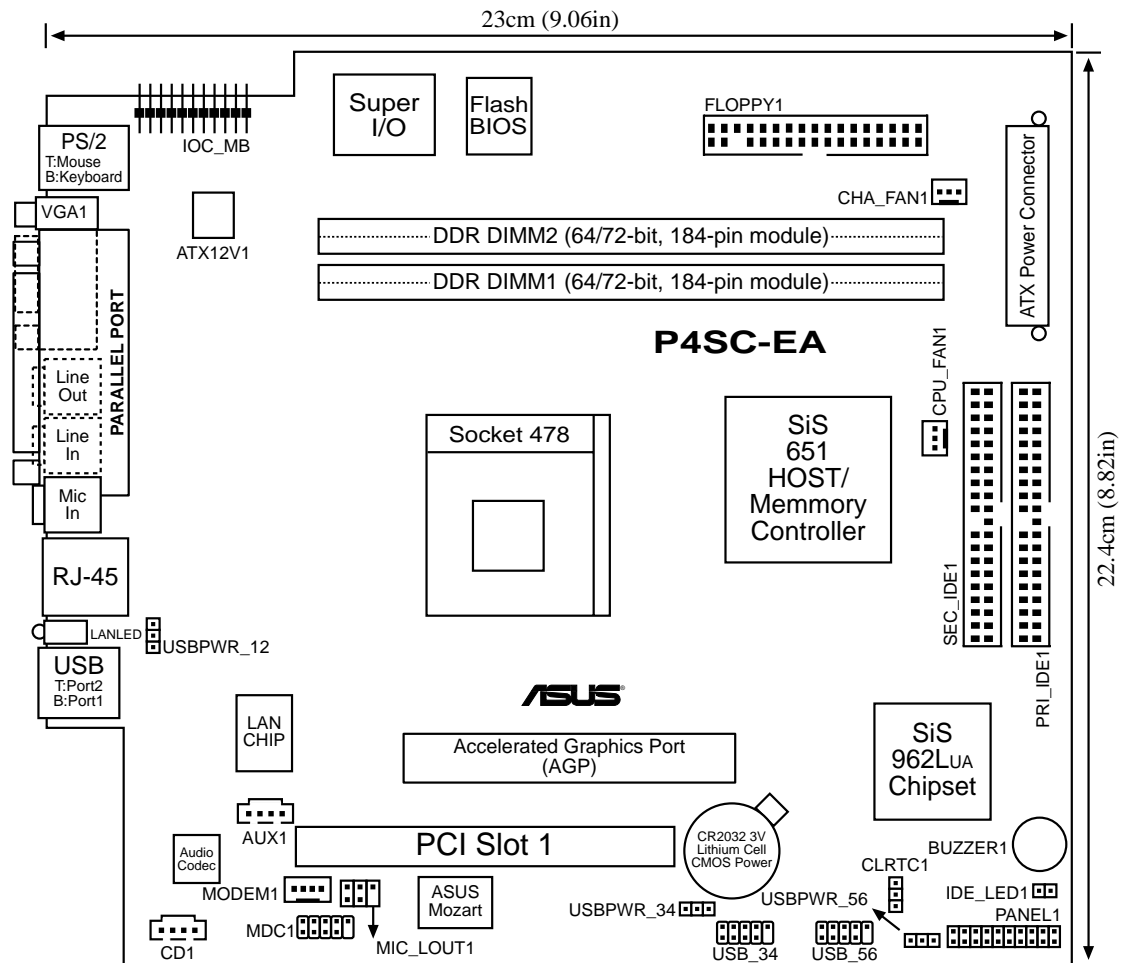 23cm (9.06in)
Super
I/O
Flash
BIOS
FLOPPY1
PS/2
T:Mouse
B:Keyboard
IOC_MB
VGA1
ATX12V1
CHA_FAN1
ATX Power Connector
DDR DIMM2 (64/72-bit, 184-pin module)
DDR DIMM1 (64/72-bit, 184-pin module)
PARALLEL PORT
P4SC-EA
Line
Out
Line
In
Mic
In
Socket 478
SiS
651
HOST/
Memmory
Controller
CPU_FAN1
22.4cm (8.82in)
RJ-45
SEC_IDE1
PRI_IDE1
LANLED
USBPWR_12
USB
T:Port2
B:Port1
ASUS®
LAN
CHIP
Accelerated Graphics Port
(AGP)
SiS
962LUA
Chipset
AUX1
PCI Slot 1
CR2032 3V
Lithium Cell
CMOS Power
BUZZER1
Audio
Codec
CLRTC1
MODEM1
ASUS
Mozart
USBPWR_34
USBPWR_56
IDE_LED1
PANEL1
MDC1
CD1
MIC_LOUT1
USB_34
USB_56